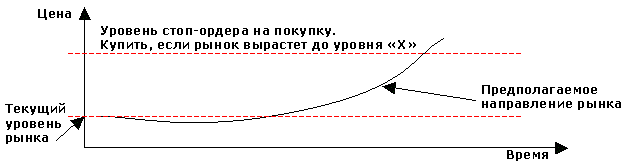 Цена
Уровень стоп-ордера на покупку.
Купить, если рынок вырастет до уровня «X»
Предполагаемое
направление рынка
Текущий
уровень
рынка
Время